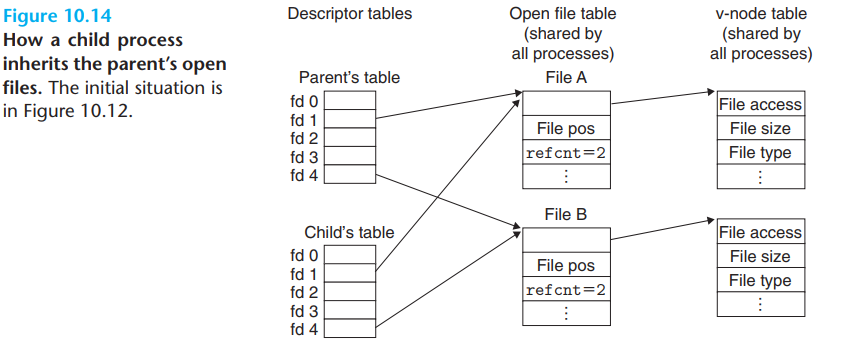 Figure 10.14
How a child process
inherits the parent's open
files. The initial situation is
in Figure 10.12.
Descriptor tables
Open file table
(shared by
all processes)
v-node table
(shared by
all processes)
Parent's table
fd 0
fd 1
fd 2
fd 3
fd 4
File A
File pos
refcnt=2
⋮
File access
File size
File type
⋮
Child's table
fd 0
fd 1
fd 2
fd 3
fd 4
File B
File pos
refcnt=2
⋮
File access
File size
File type
⋮